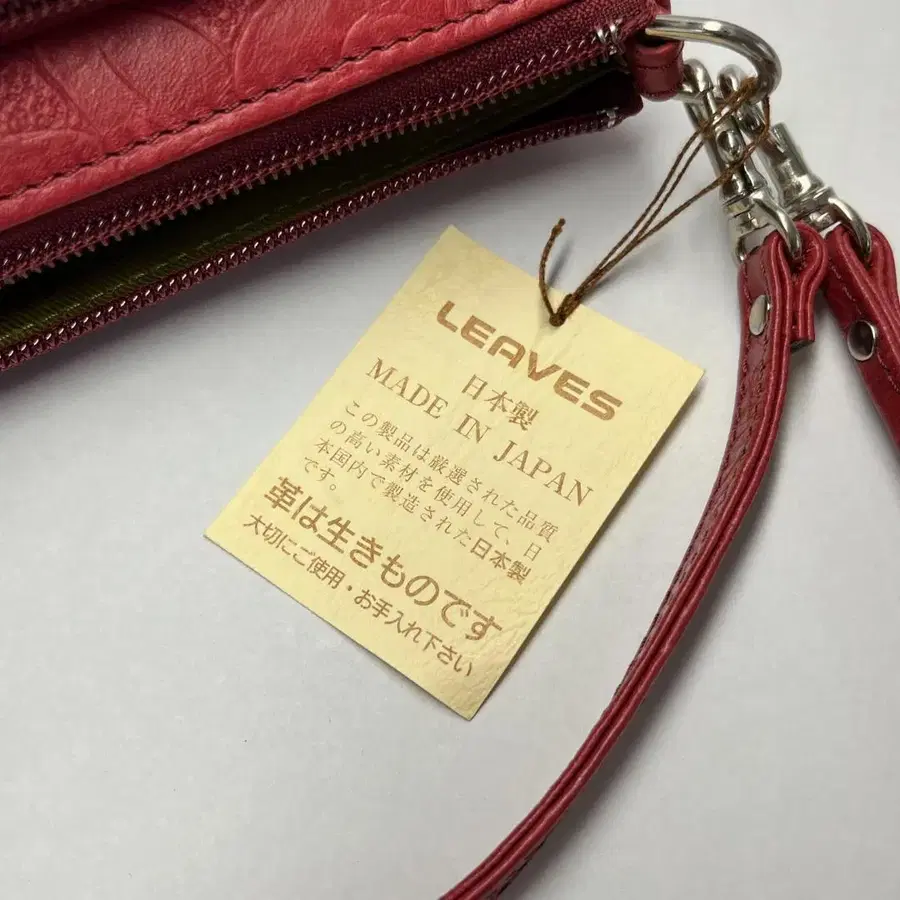 LEAVES
日本製
MADE IN JAPAN
この製品は厳選された品質
の高い素材を使用して、日
本国内で製造された日本製
です。
革は生きものです
大切にご使用・お手入れ下さい